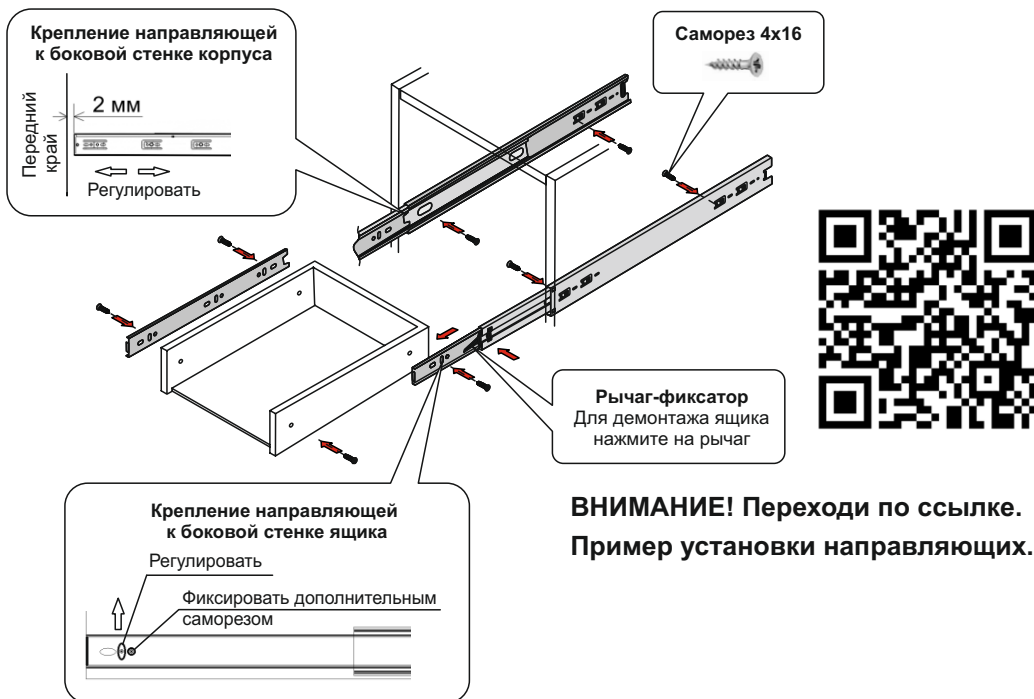 Крепление направляющей
к боковой стенке корпуса
Передний
край
2 мм
Регулировать
Саморез 4х16
Рычаг-фиксатор
Для демонтажа ящика
нажмите на рычаг
Крепление направляющей
к боковой стенке ящика
Регулировать
Фиксировать дополнительным
саморезом
ВНИМАНИЕ! Переходи по ссылке.
Пример установки направляющих.